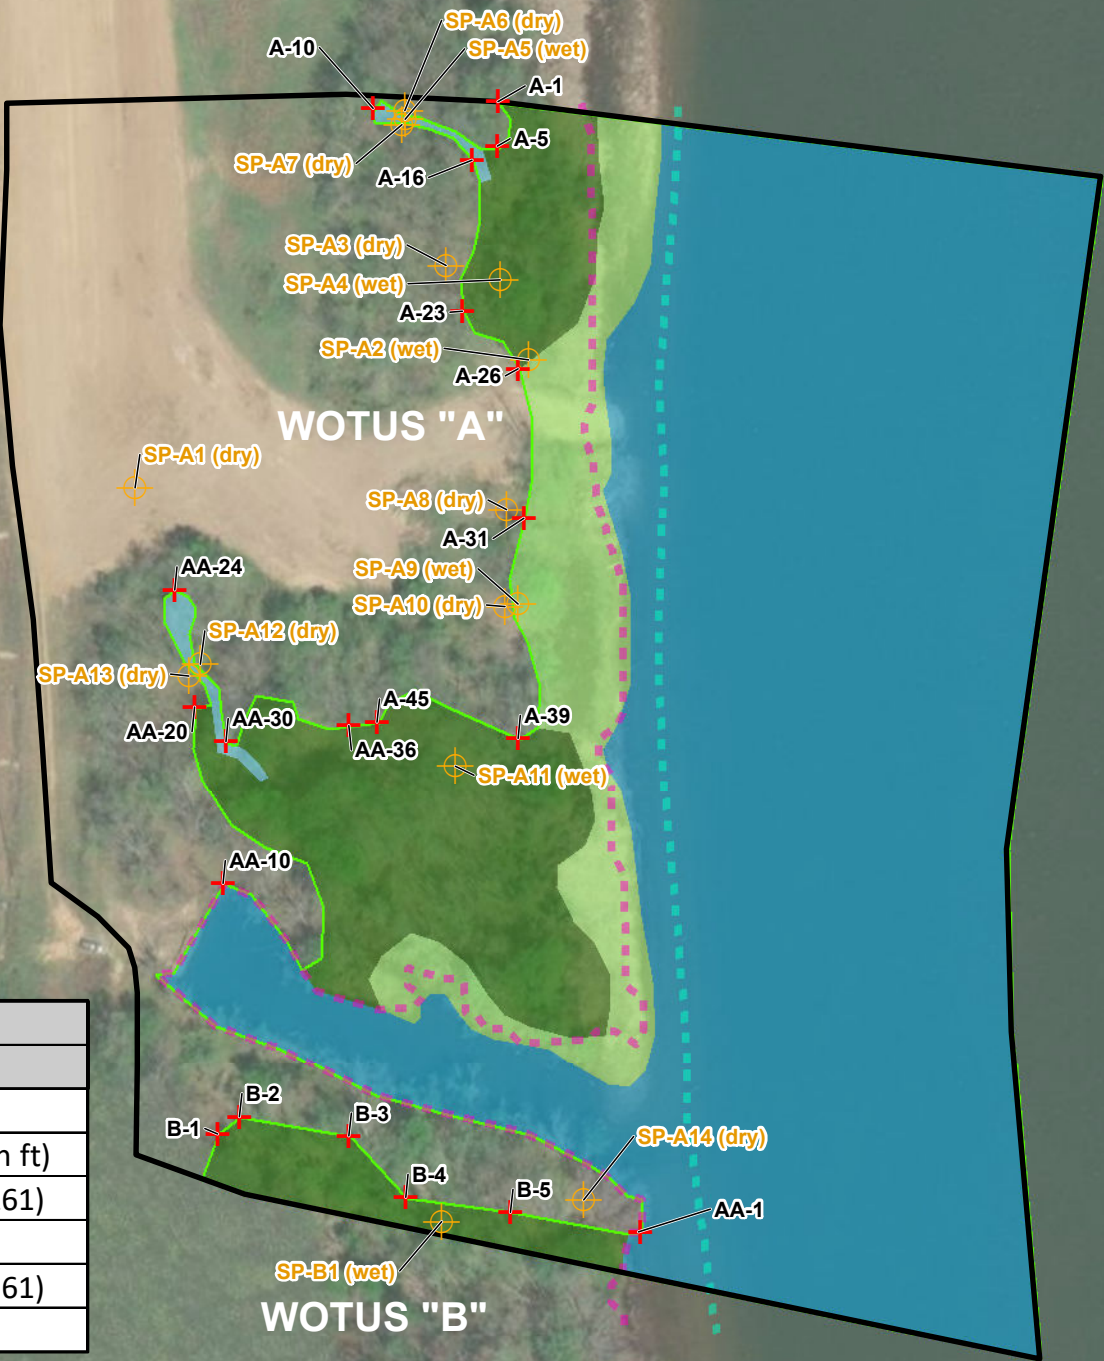 SP-A6 (dry)
A-10
SP-A5 (wet)
A-1
A-5
SP-A7 (dry)
A-16
SP-A3 (dry)
SP-A4 (wet)
A-23
SP-A2 (wet)
A-26
WOTUS "A"
SP-A1 (dry)
SP-A8 (dry)
A-31
AA-24
SP-A9 (wet)
SP-A10 (dry)
SP-A12 (dry)
SP-A13 (dry)
A-45
A-39
AA-20
AA-30
AA-36
SP-A11 (wet)
AA-10
B-2
B-1
B-3
SP-A14 (dry)
n ft)
B-4
B-5
61)
AA-1
SP-B1 (wet)
61)
WOTUS "B"